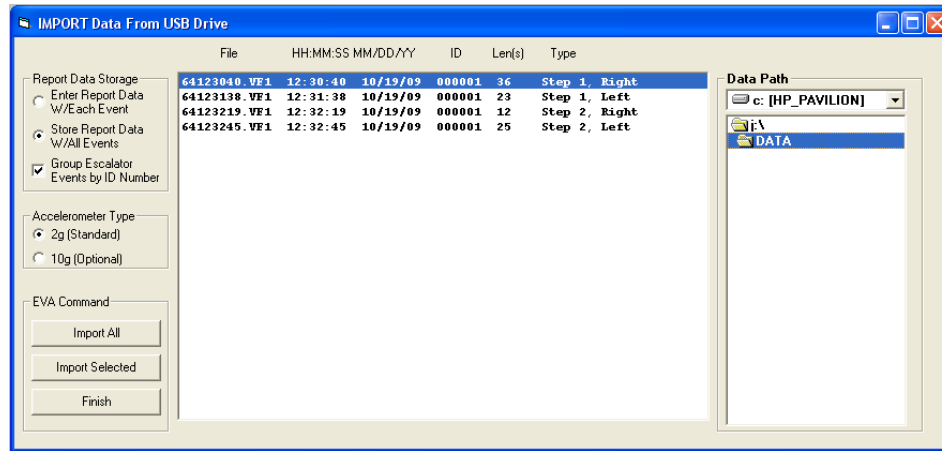 IMPORT Data From USB Drive
File HH:MM:SS MM/DD/YY ID Len(s) Type
Report Data Storage
Enter Report Data
W/Each Event
Store Report Data
W/All Events
Group Escalator
Events by ID Number
Accelerometer Type
2g (Standard)
10g (Optional)
EVA Command
Import All
Import Selected
Finish
64123040.VF1 12:30:40 10/19/09 000001 36 Step 1, Right
64123138.VF1 12:31:38 10/19/09 000001 23 Step 1, Left
64123219.VF1 12:32:19 10/19/09 000001 12 Step 2, Right
64123245.VF1 12:32:45 10/19/09 000001 25 Step 2, Left
Data Path
c: [HP_PAVILION]
j:\
DATA